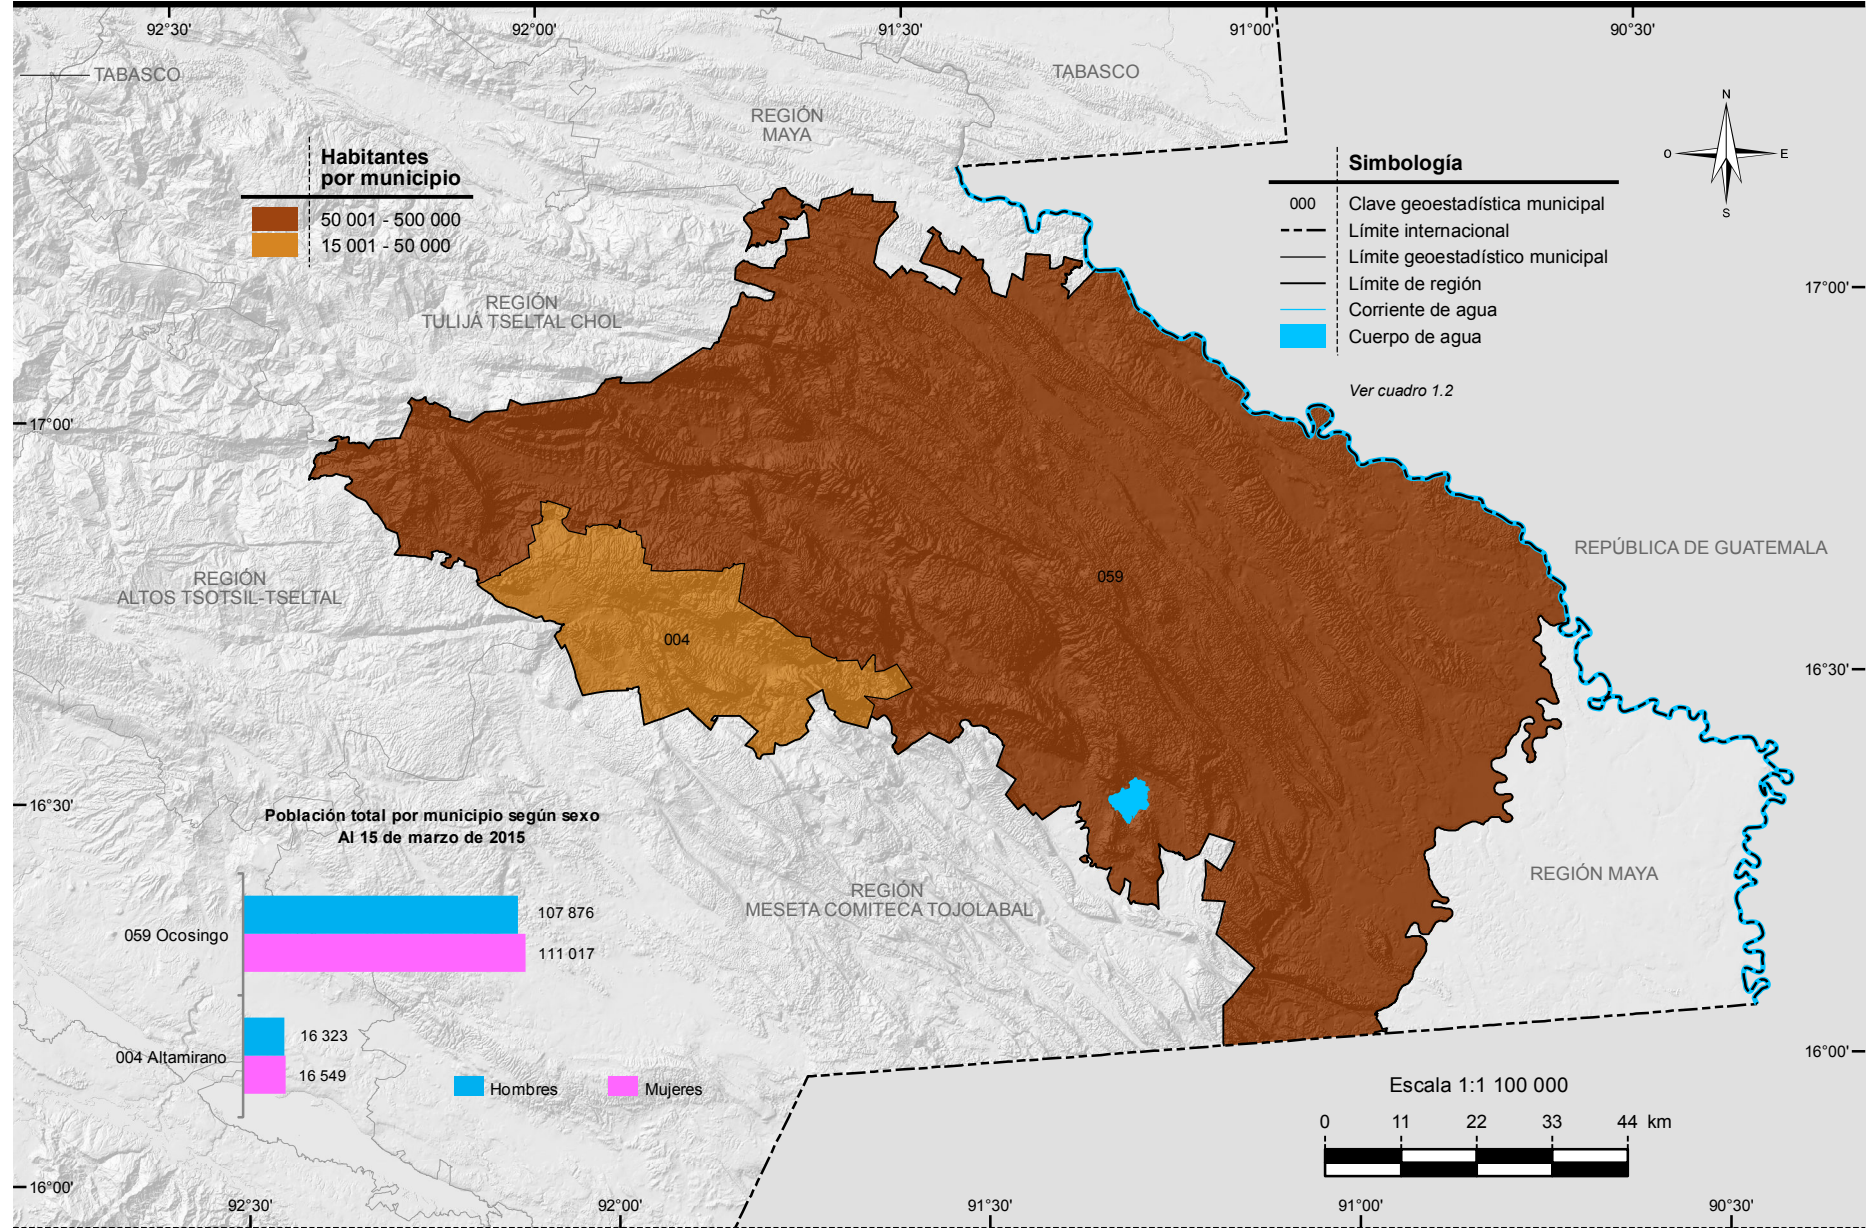 92°30'
92°00'
91°30'
91°00'
90°30'
TABASCO
TABASCO
REGIÓN
MAYA
N
O
E
S
Habitantes
por municipio
50 001 - 500 000
15 001 - 50 000
Simbología
000 Clave geoestadística municipal
Límite internacional
Límite geoestadístico municipal
Límite de región
Corriente de agua
Cuerpo de agua
Ver cuadro 1.2
17°00'
REGIÓN
TULIJÁ TSELTAL CHOL
17°00'
REPÚBLICA DE GUATEMALA
059
REGIÓN
ALTOS TSOTSIL-TSELTAL
004
16°30'
16°30'
Población total por municipio según sexo
Al 15 de marzo de 2015
REGIÓN MAYA
REGIÓN
MESETA COMITECA TOJOLABAL
107 876
059 Ocosingo
111 017
16 323
004 Altamirano
16 549
Hombres
Mujeres
16°00'
Escala 1:1 100 000
0 11 22 33 44 km
16°00'
92°30'
92°00'
91°30'
91°00'
90°30'